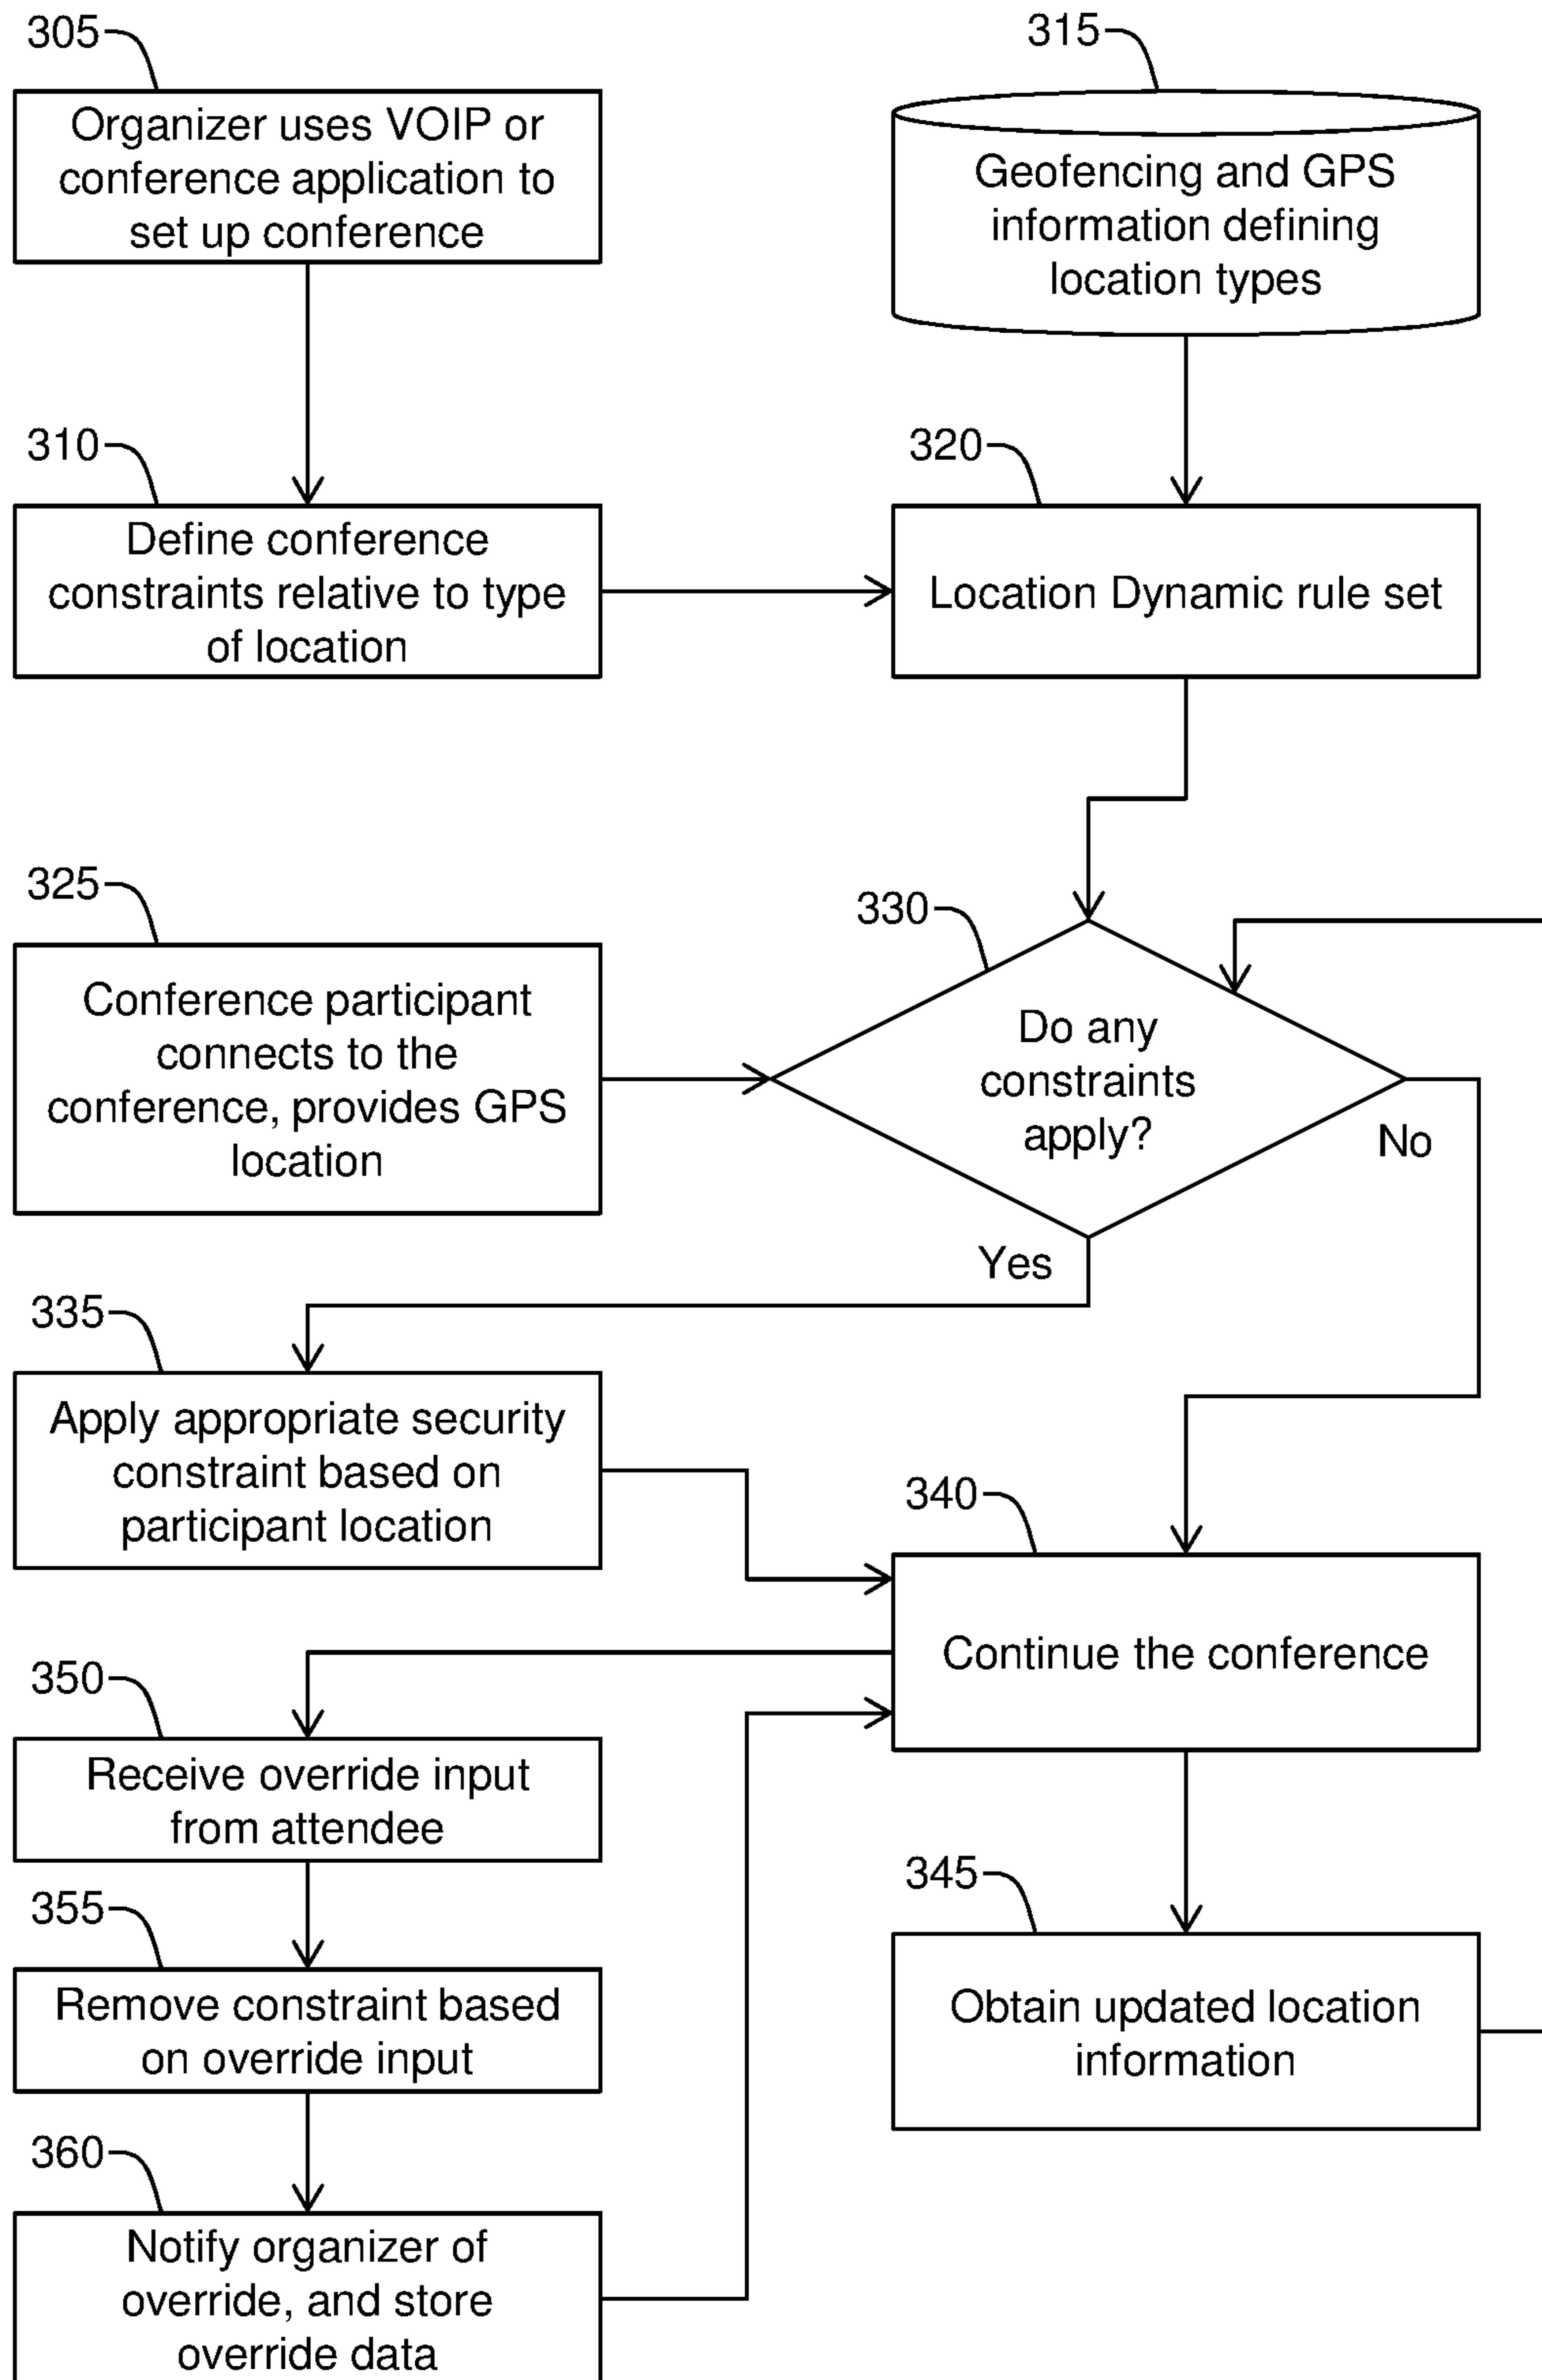 305
Organizer uses VOIP or
conference application to
set up conference
315
Geofencing and GPS
information defining
location types
310
Define conference
constraints relative to type
of location
320
Location Dynamic rule set
325
Conference participant
connects to the
conference, provides GPS
location
330
Do any
constraints
apply?
No
Yes
335
Apply appropriate security
constraint based on
participant location
340
Continue the conference
350
Receive override input
from attendee
345
Obtain updated location
information
355
Remove constraint based
on override input
360
Notify organizer of
override, and store
override data